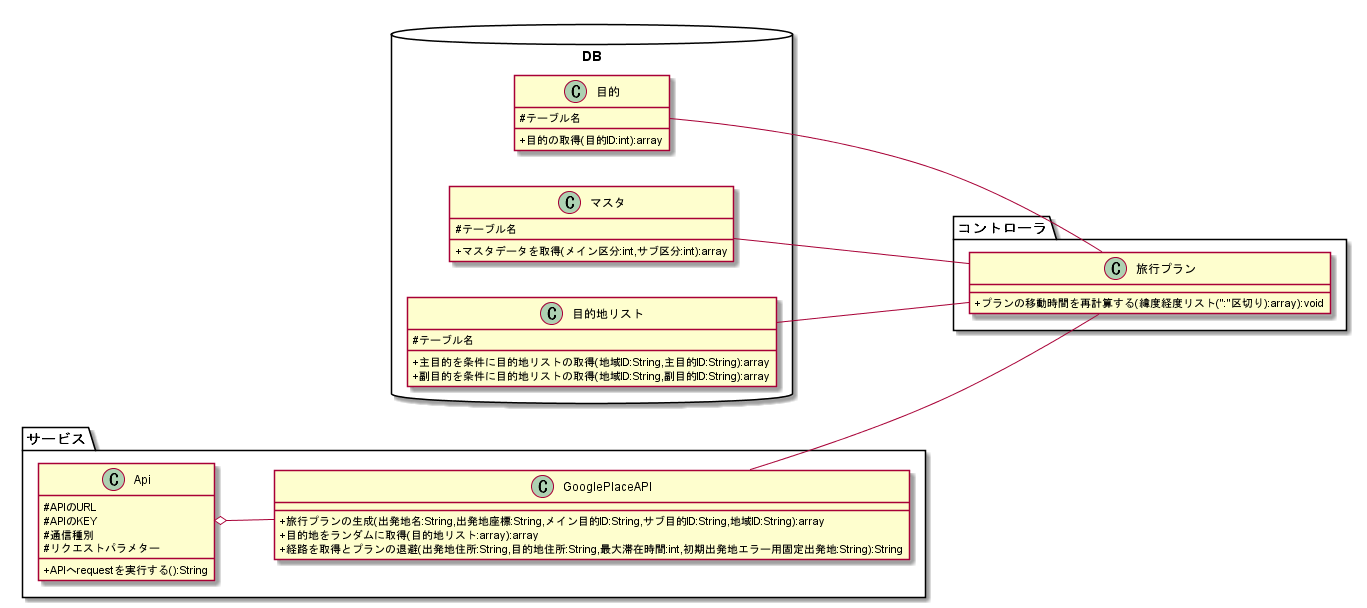 DB
C 目的
#テーブル名
+目的の取得(目的ID:int):array
C マスタ
#テーブル名
+マスタデータを取得(メイン区分:int,サブ区分:int):array
C 目的地リスト
#テーブル名
+主目的を条件に目的地リストの取得(地域ID:String,主目的ID:String):array
+副目的を条件に目的地リストの取得(地域ID:String,副目的ID:String):array
コントローラ
C 旅行プラン
+プランの移動時間を再計算する(緯度経度リスト(":"区切り):array):void
サービス
C Api
#APIのURL
#APIのKEY
#通信種別
#リクエストパラメター
+APIへrequestを実行する():String
C GooglePlaceAPI
+旅行プランの生成(出発地名:String,出発地座標:String,メイン目的ID:String,サブ目的ID:String,地域ID:String):array
+目的地をランダムに取得(目的地リスト:array):array
+経路を取得とプランの退避(出発地住所:String,目的地住所:String,最大滞在時間:int,初期出発地エラー用固定出発地:String):String